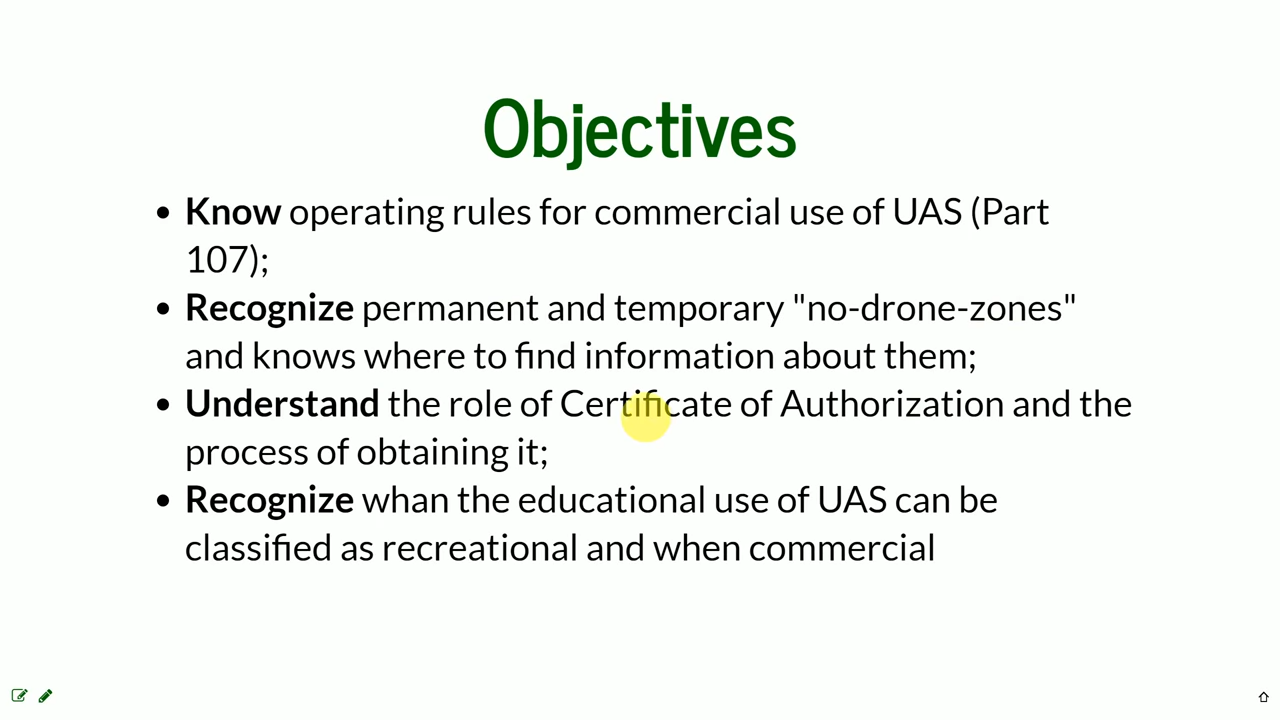 Objectives
• Know operating rules for commercial use of UAS (Part
107);
• Recognize permanent and temporary "no-drone-zones"
and knows where to find information about them;
• Understand the role of Certificate of Authorization and the
process of obtaining it;
• Recognize whan the educational use of UAS can be
classified as recreational and when commercial